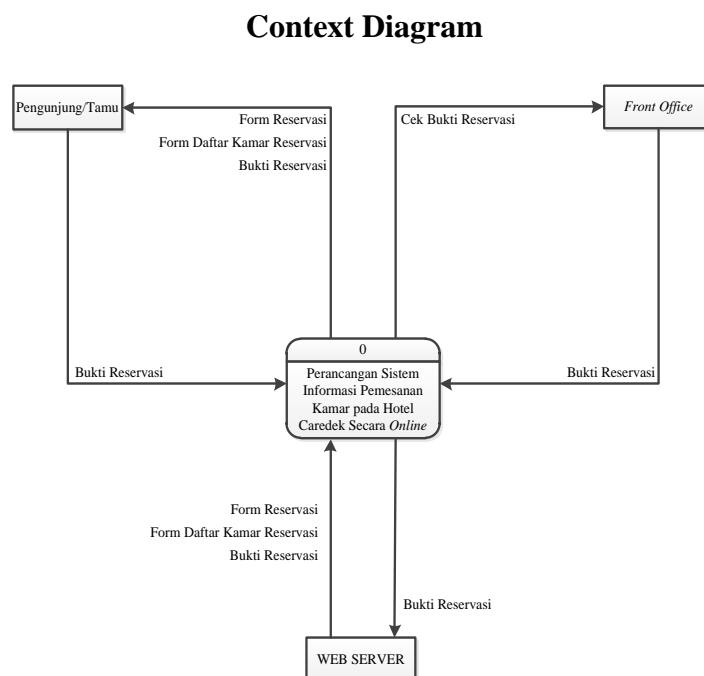 Context Diagram
Pengunjung/Tamu
Form Reservasi
Form Daftar Kamar Reservasi
Bukti Reservasi
Cek Bukti Reservasi
Front Office
Bukti Reservasi
0
Perancangan Sistem
Informasi Pemesanan
Kamar pada Hotel
Caredek Secara Online
Bukti Reservasi
Form Reservasi
Form Daftar Kamar Reservasi
Bukti Reservasi
Bukti Reservasi
WEB SERVER